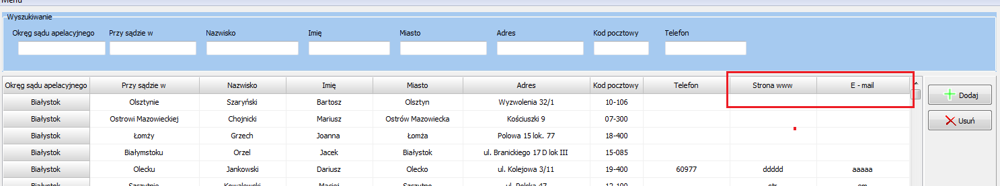 Menu
Wyszukiwanie
Okręg sądu apelacyjnego Przy sądzie w Nazwisko Imię Miasto Adres Kod pocztowy Telefon
Okręg sądu apelacyjnego Przy sądzie w Nazwisko Imię Miasto Adres Kod pocztowy Telefon Strona www E - mail
Dodaj
Białystok Olsztynie Szaryński Bartosz Olsztyn Wyzwolenia 32/1 10-106
Białystok Ostrowi Mazowieckiej Chojnicki Mariusz Ostrów Mazowiecka Kościuszki 9 07-300
Usuń
Białystok Łomży Grzech Joanna Łomża Polowa 15 lok. 77 18-400
Białystok Białymstoku Orzel Jacek Białystok ul. Branickiego 17 D lok III 15-085
Białystok Olecku Jankowski Dariusz Olecko ul. Kolejowa 3/11 19-400 60977 ddddd aaaaa
Białystok Szczytnie Kowalewski Maciej Szczytno ul. Polska 47 12-100 str em